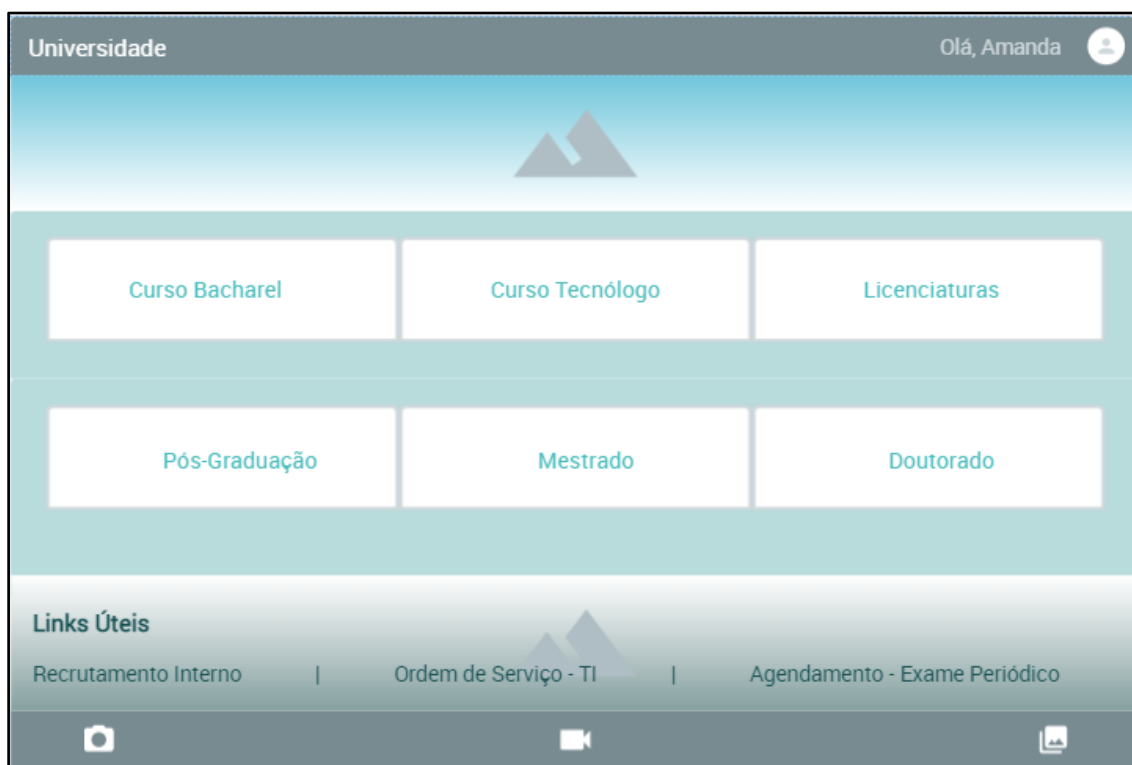 Universidade Olá, Amanda
Curso Bacharel Curso Tecnólogo Licenciaturas
Pós-Graduação Mestrado Doutorado
Links Úteis
Recrutamento Interno | Ordem de Serviço - TI | Agendamento - Exame Periódico